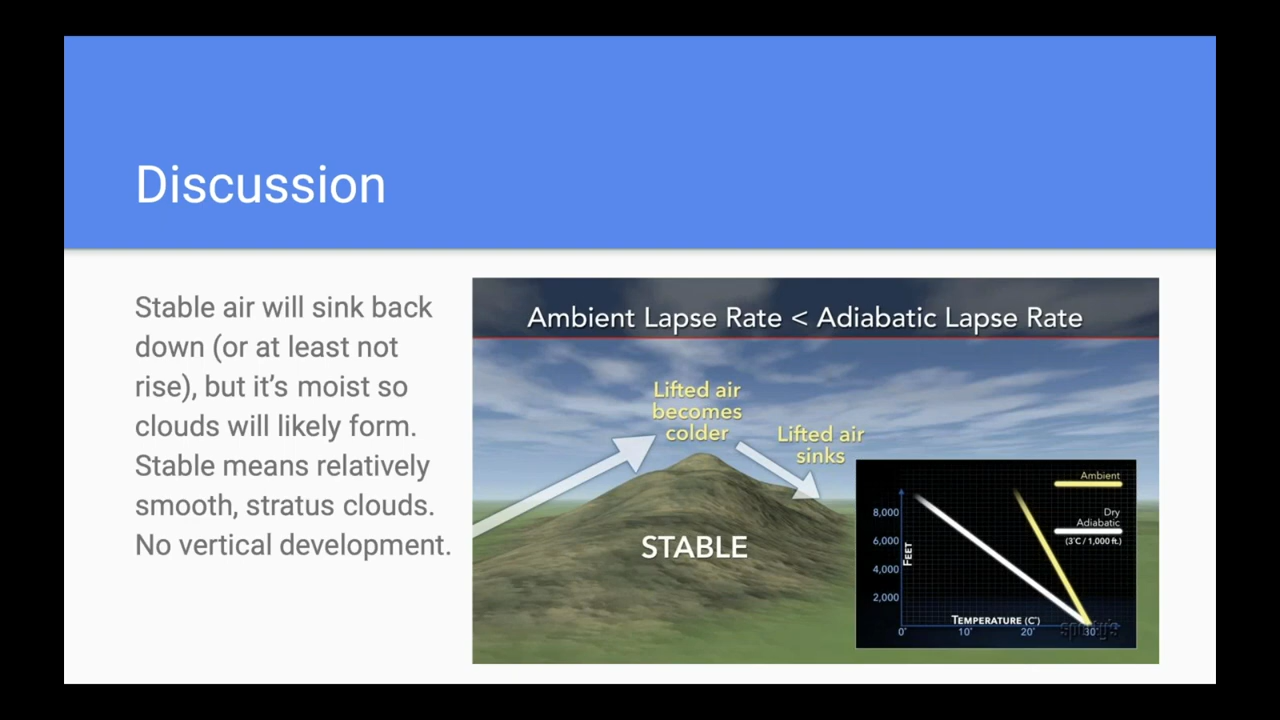 Discussion
Stable air will sink back
down (or at least not
rise), but it’s moist so
clouds will likely form.
Stable means relatively
smooth, stratus clouds.
No vertical development.
Ambient Lapse Rate < Adiabatic Lapse Rate
Lifted air
becomes
colder
Lifted air
sinks
STABLE
Ambient
Dry
Adiabatic
(3°C / 1,000 ft.)
8,000
6,000
4,000
2,000
FEET
TEMPERATURE (C°)
0° 10° 20° 30°
sporty's